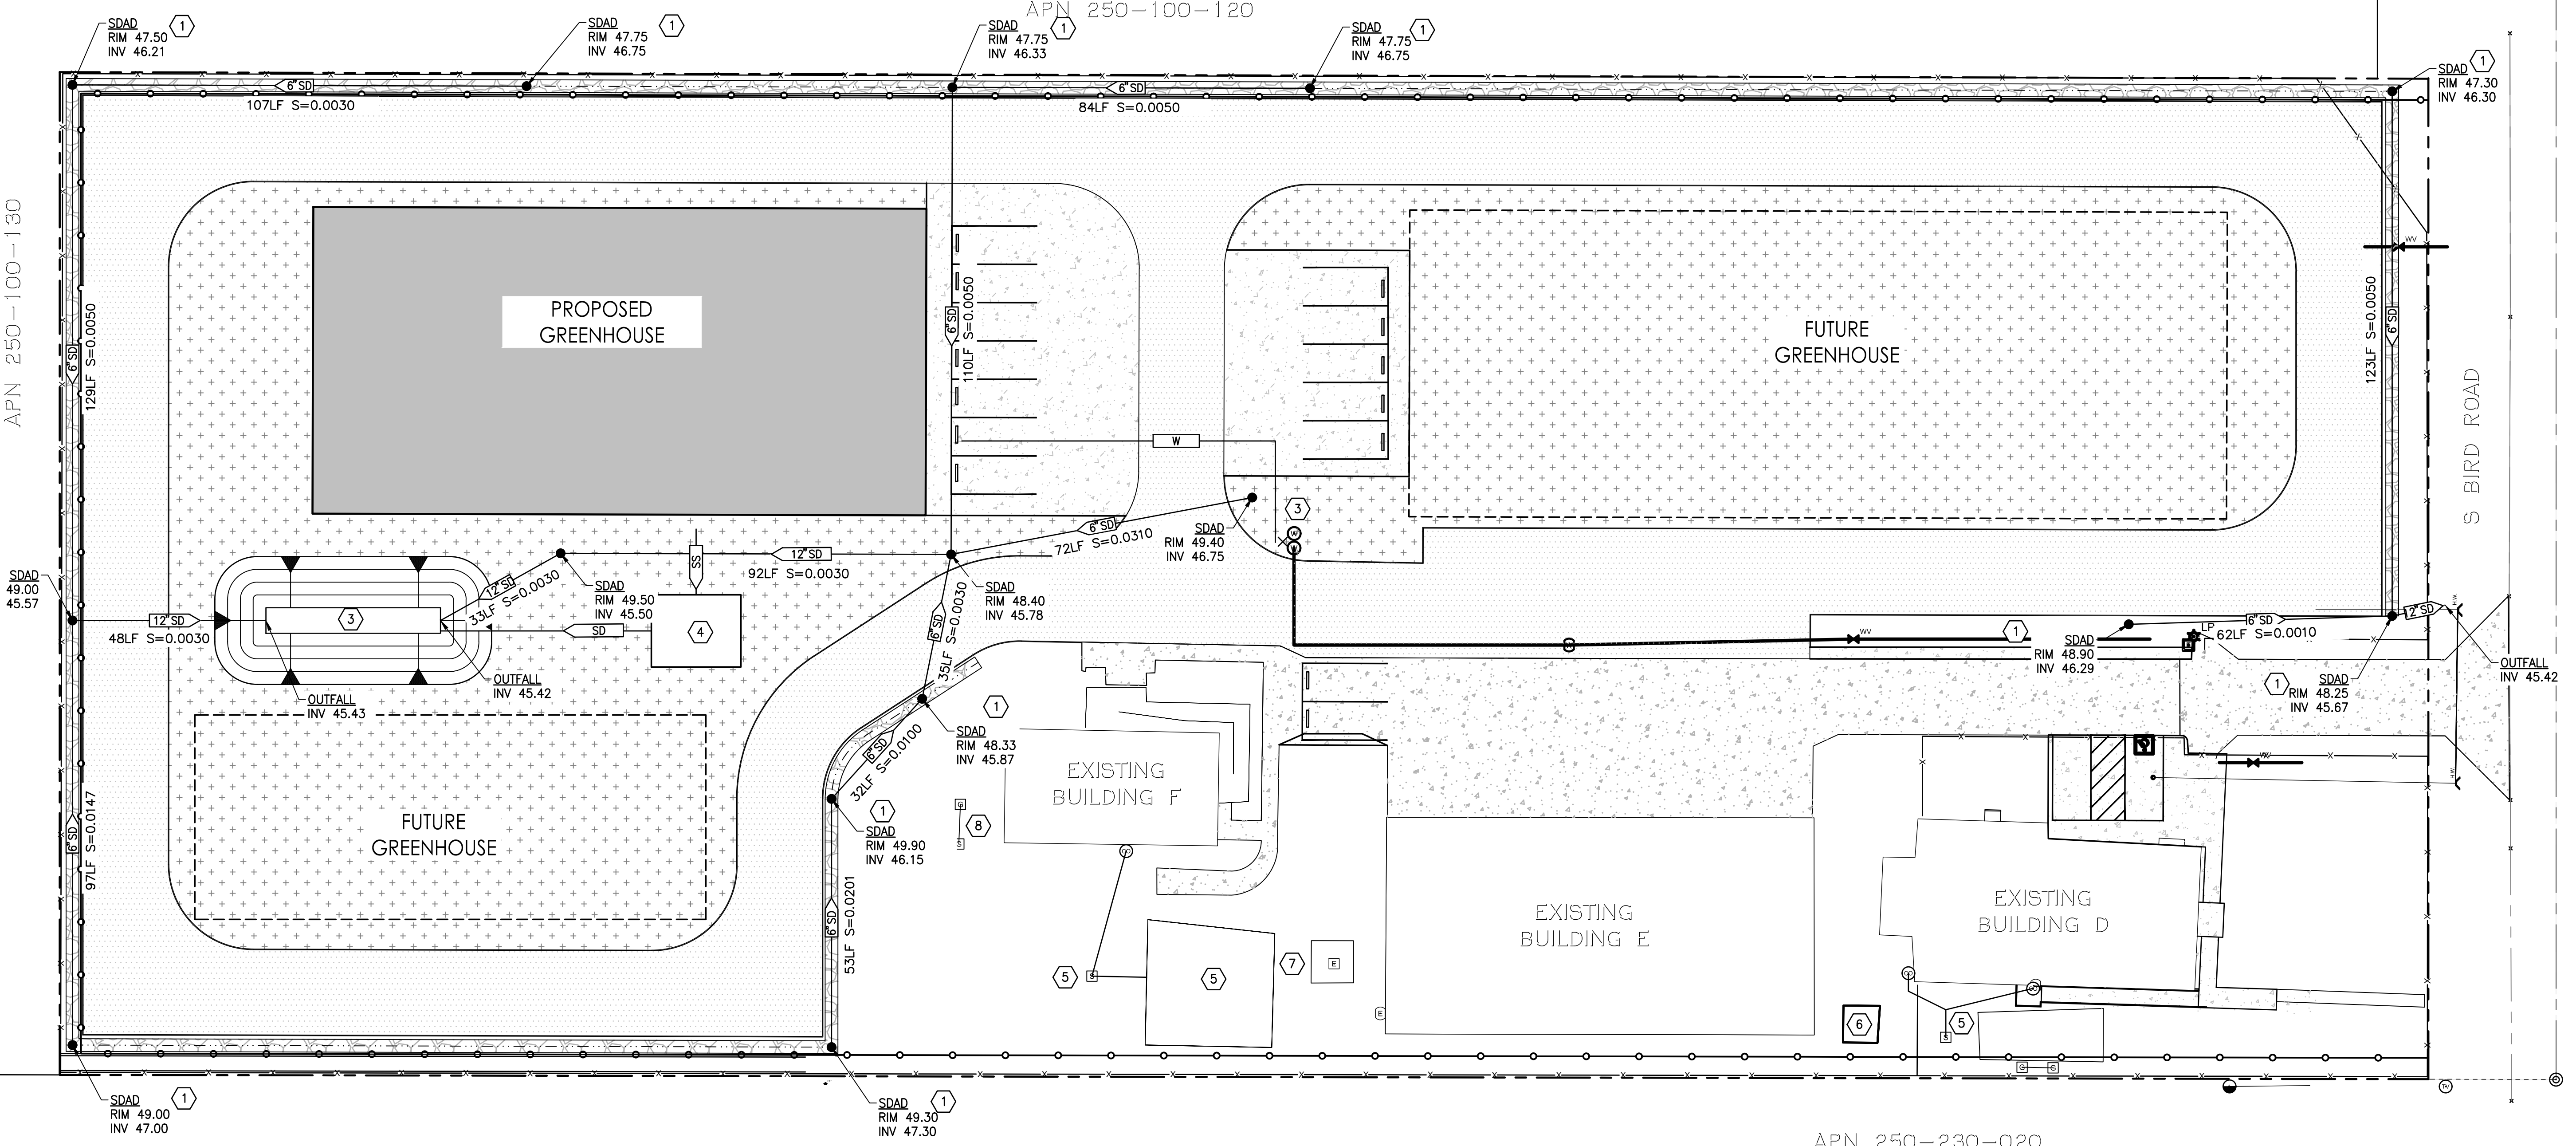 APN 250-100-120
SDAD
RIM 47.50
INV 46.21
1
SDAD
RIM 47.75
INV 46.75
1
SDAD
RIM 47.75
INV 46.33
1
SDAD
RIM 47.75
INV 46.75
1
SDAD
RIM 47.30
INV 46.30
1
6"SD
107LF S=0.0030
6"SD
84LF S=0.0050
APN 250-100-130
6"SD
129LF S=0.0050
PROPOSED
GREENHOUSE
6"SD
110LF S=0.0050
FUTURE
GREENHOUSE
6"SD
123LF S=0.0050
WV
S BIRD ROAD
W
3
SDAD
RIM 49.40
INV 46.75
6"SD
72LF S=0.0310
12"SD
92LF S=0.0030
SS
SDAD
49.00
45.57
12"SD
48LF S=0.0030
3
12"SD
33LF S=0.0030
SDAD
RIM 49.50
INV 45.50
SD
4
SDAD
RIM 48.40
INV 45.78
6"SD
35LF S=0.0030
OUTFALL
INV 45.42
OUTFALL
INV 45.43
WV
1
SDAD
RIM 48.90
INV 46.29
LP
6"SD
62LF S=0.0010
12"SD
H.W.
OUTFALL
INV 45.42
1
SDAD
RIM 48.25
INV 45.67
1
SDAD
RIM 48.33
INV 45.87
6"SD
32LF S=0.0100
1
SDAD
RIM 49.90
INV 46.15
EXISTING
BUILDING F
WV
H.W.
G
8
FUTURE
GREENHOUSE
6"SD
97LF S=0.0147
6"SD
53LF S=0.0201
CO
EXISTING
BUILDING E
EXISTING
BUILDING D
5
S
5
7
E
E
6
5
S
G
G
SDAD
RIM 49.00
INV 47.00
1
SDAD
RIM 49.30
INV 47.30
1
APN 250-230-020